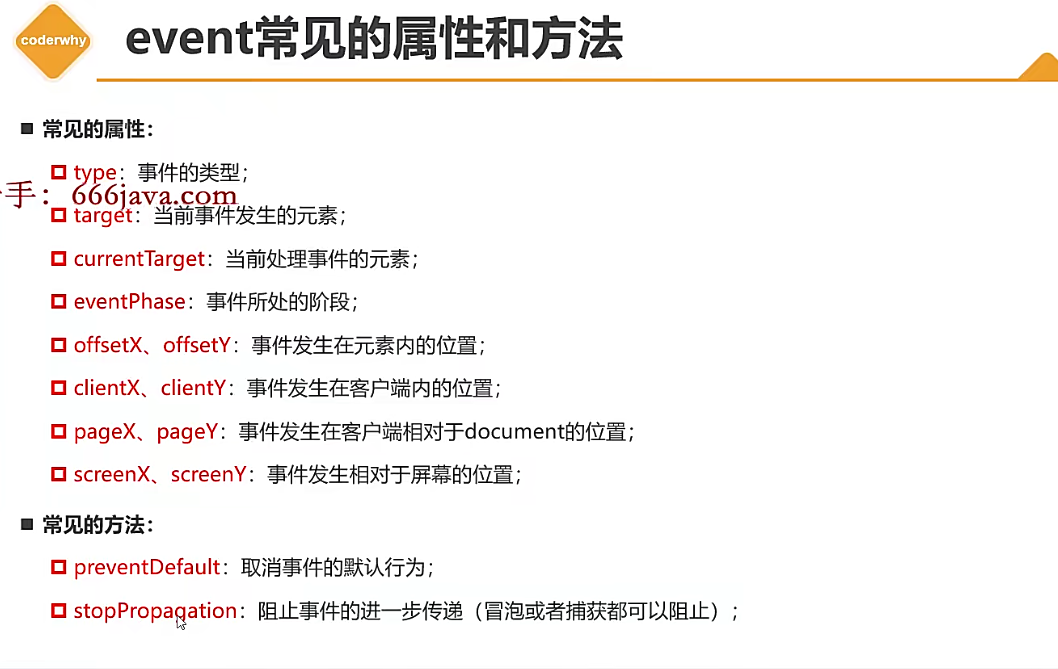 coderwhy
event常见的属性和方法
常见的属性：
type：事件的类型；
手：666java.com
target：当前事件发生的元素；
currentTarget：当前处理事件的元素；
eventPhase：事件所处的阶段；
offsetX、offsetY：事件发生在元素内的位置；
clientX、clientY：事件发生在客户端内的位置；
pageX、pageY：事件发生在客户端相对于document的位置；
screenX、screenY：事件发生相对于屏幕的位置；
常见的方法：
preventDefault：取消事件的默认行为；
stopPropagation：阻止事件的进一步传递（冒泡或者捕获都可以阻止）；